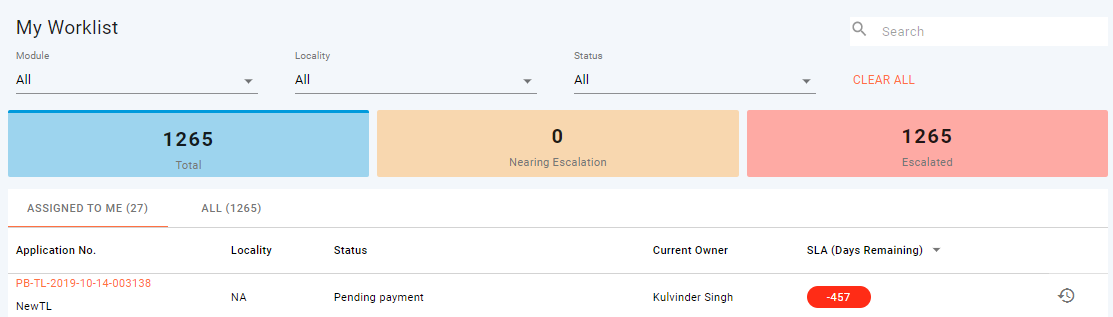 My Worklist
Search
Module Locality Status
All All All CLEAR ALL
1265 0 1265
Total Nearing Escalation Escalated
ASSIGNED TO ME (27) ALL (1265)
Application No. Locality Status Current Owner SLA (Days Remaining)
PB-TL-2019-10-14-003138
NA Pending payment Kulvinder Singh -457
NewTL